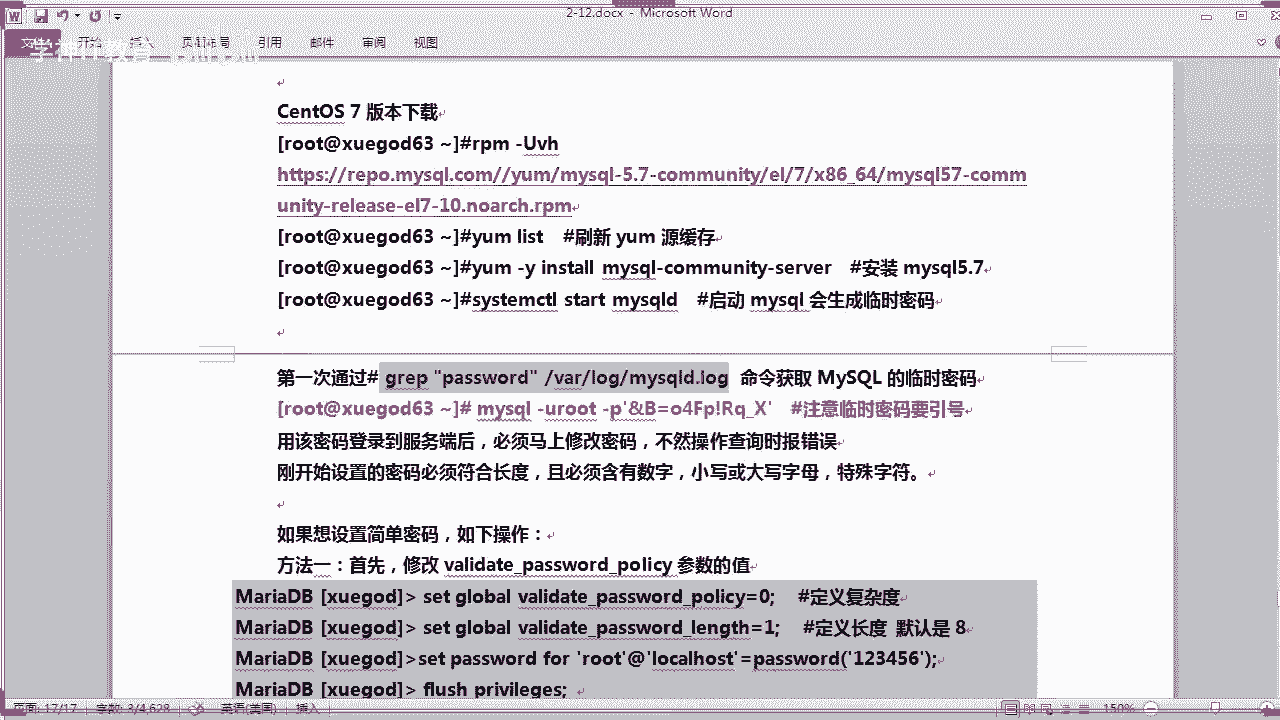 2-12.docx - Microsoft Word
文件 开始 插入 页面布局 引用 邮件 审阅 视图
CentOS 7 版本下载
[root@xuegod63 ~]#rpm -Uvh
https://repo.mysql.com//yum/mysql-5.7-community/el/7/x86_64/mysql57-comm
unity-release-el7-10.noarch.rpm
[root@xuegod63 ~]#yum list #刷新 yum 源缓存
[root@xuegod63 ~]#yum -y install mysql-community-server #安装 mysql5.7
[root@xuegod63 ~]#systemctl start mysqld #启动 mysql 会生成临时密码
第一次通过# grep "password" /var/log/mysqld.log 命令获取 MySQL 的临时密码
[root@xuegod63 ~]# mysql -uroot -p'&B=o4Fp!Rq_X' #注意临时密码要引号
用该密码登录到服务端后，必须马上修改密码，不然操作查询时报错误
刚开始设置的密码必须符合长度，且必须含有数字，小写或大写字母，特殊字符。
如果想设置简单密码，如下操作：
方法一：首先，修改 validate_password_policy 参数的值
MariaDB [xuegod]> set global validate_password_policy=0; #定义复杂度
MariaDB [xuegod]> set global validate_password_length=1; #定义长度 默认是 8
MariaDB [xuegod]>set password for 'root'@'localhost'=password('123456');
MariaDB [xuegod]> flush privileges;
页面: 17/17 字数: 3/4,628 英语(美国) 插入 150%